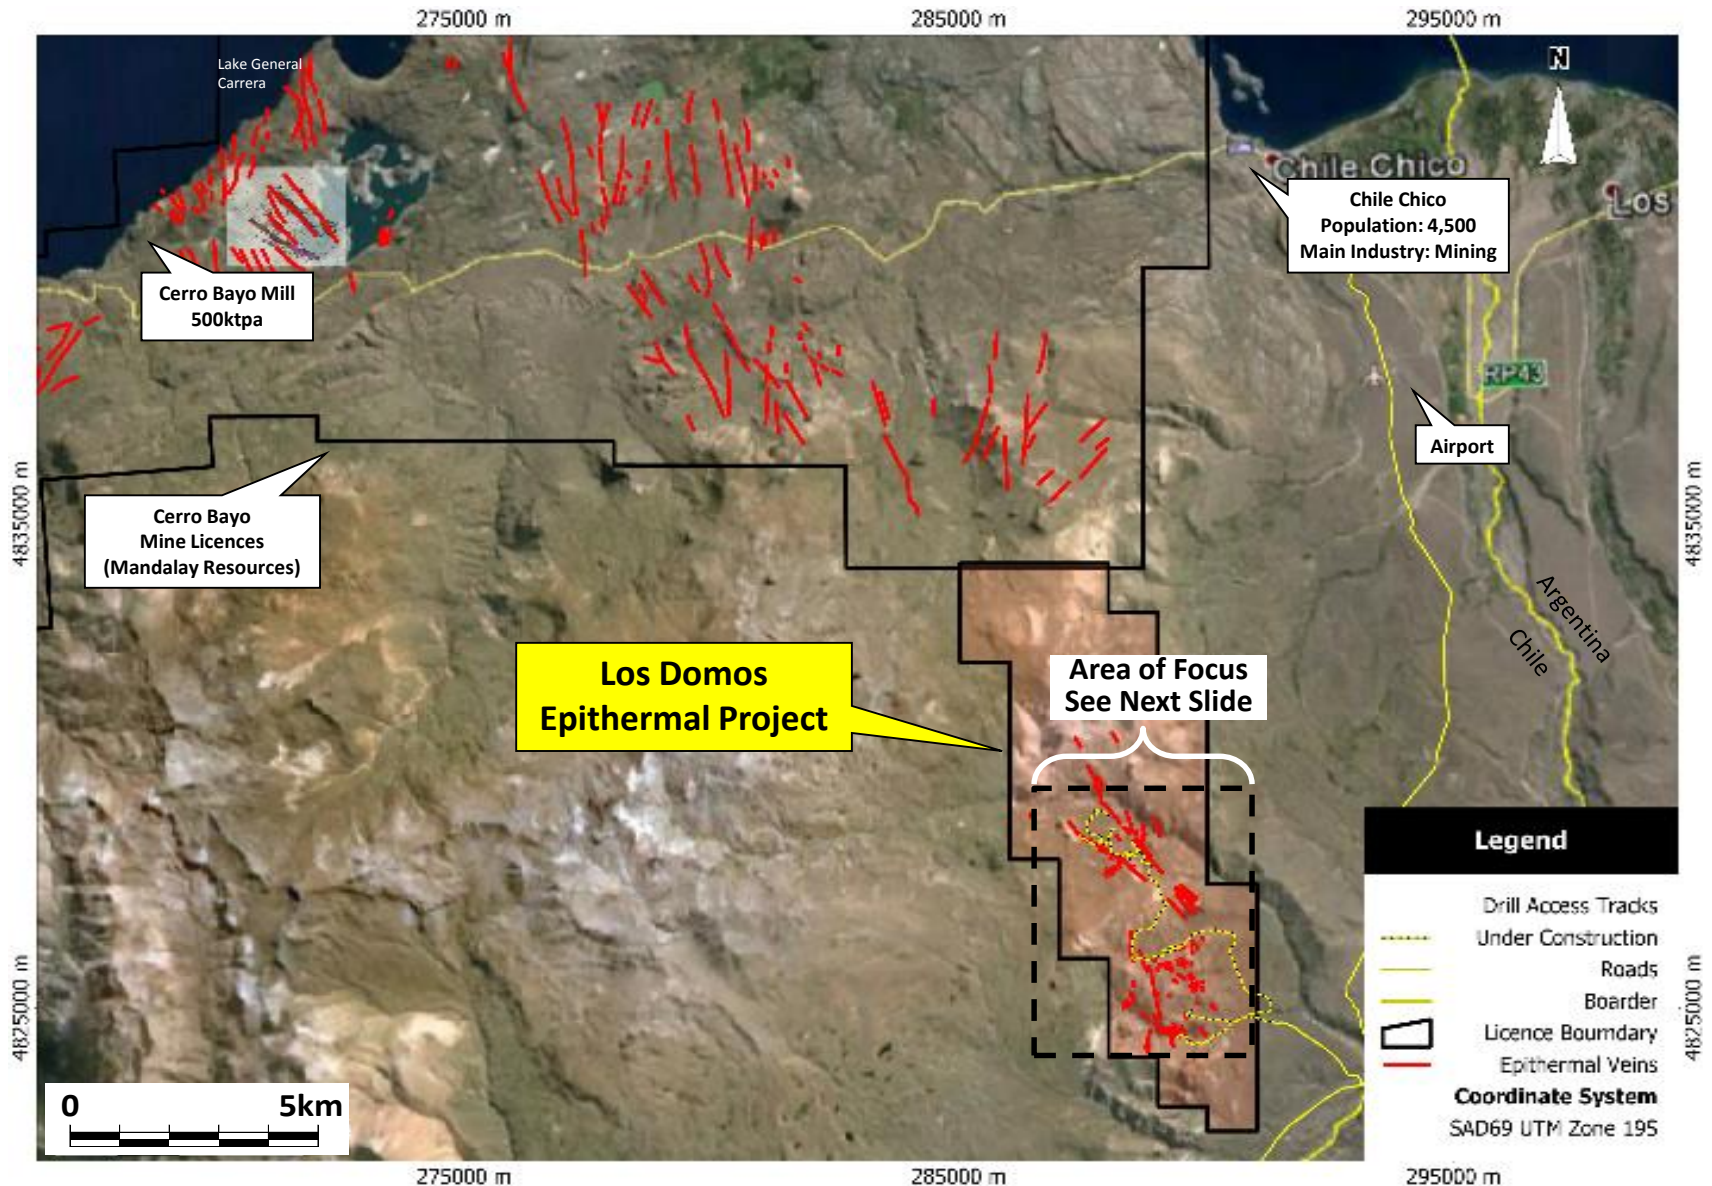 275000 m
285000 m
295000 m
Lake General
Carrera
N
Chile Chico
Los
Chile Chico
Population: 4,500
Main Industry: Mining
Cerro Bayo Mill
500ktpa
RP43
Airport
4835000 m
4835000 m
Cerro Bayo
Mine Licences
(Mandalay Resources)
Argentina
Chile
Los Domos
Epithermal Project
Area of Focus
See Next Slide
Legend
Drill Access Tracks
Under Construction
Roads
Boarder
Licence Boundary
Epithermal Veins
Coordinate System
SAD69 UTM Zone 195
4825000 m
4825000 m
0 5km
275000 m
285000 m
295000 m